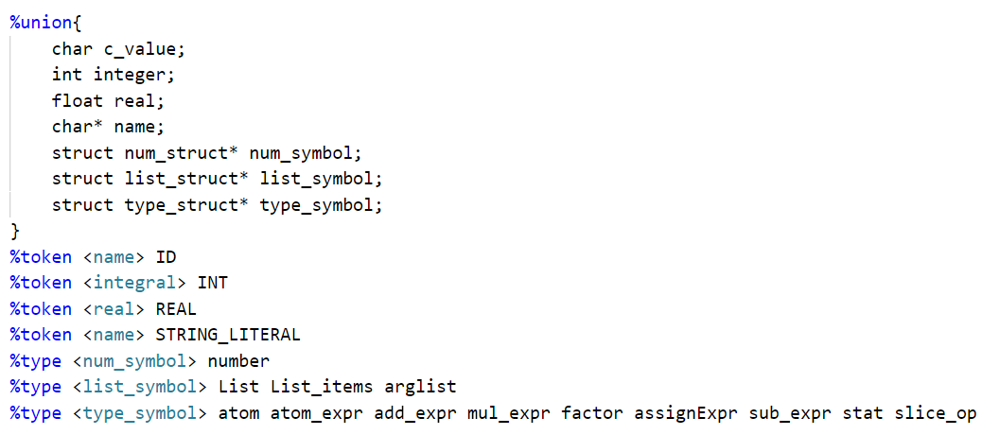 %union{
    char c_value;
    int integer;
    float real;
    char* name;
    struct num_struct* num_symbol;
    struct list_struct* list_symbol;
    struct type_struct* type_symbol;
}
%token <name> ID
%token <integral> INT
%token <real> REAL
%token <name> STRING_LITERAL
%type <num_symbol> number
%type <list_symbol> List List_items arglist
%type <type_symbol> atom atom_expr add_expr mul_expr factor assignExpr sub_expr stat slice_op